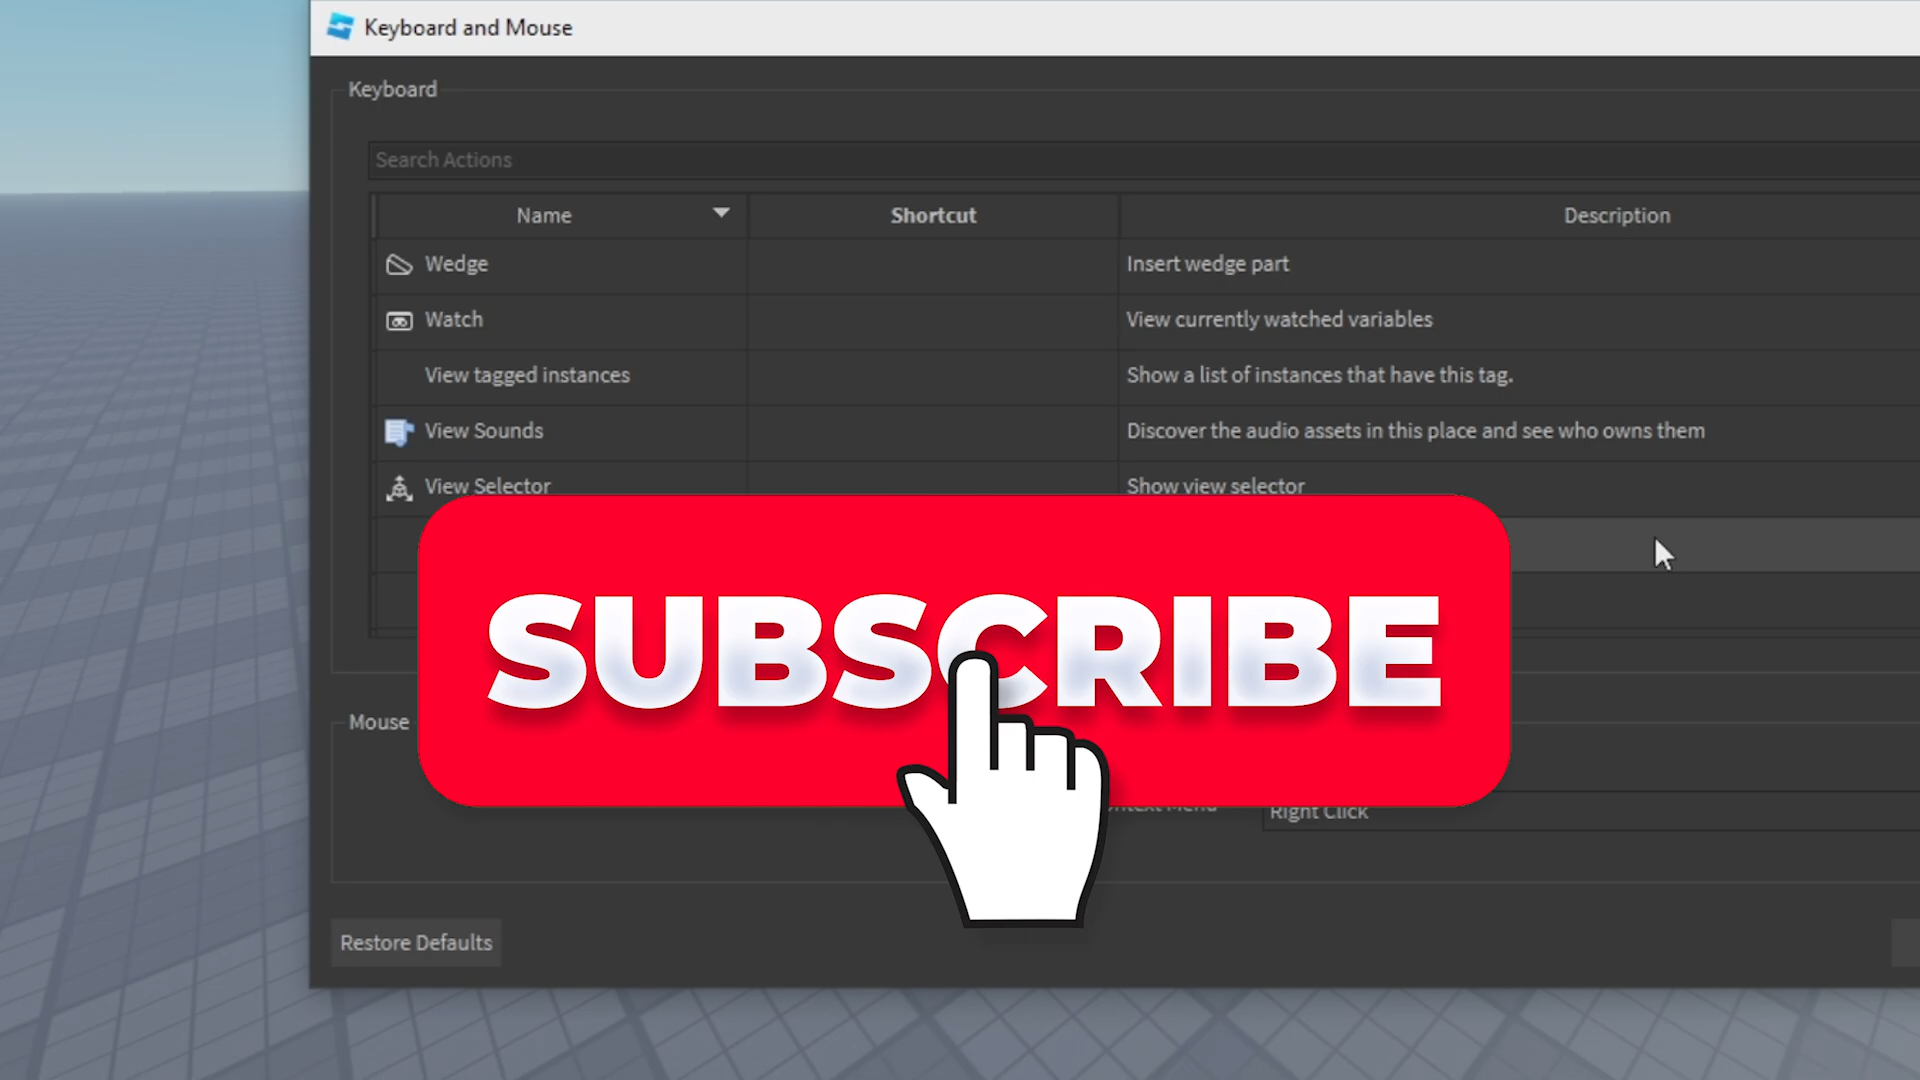 Keyboard and Mouse
Keyboard
Search Actions
Name Shortcut Description
Wedge Insert wedge part
Watch View currently watched variables
View tagged instances Show a list of instances that have this tag.
View Sounds Discover the audio assets in this place and see who owns them
View Selector Show view selector
SUBSCRIBE
Mouse
Menu Right Click
Restore Defaults